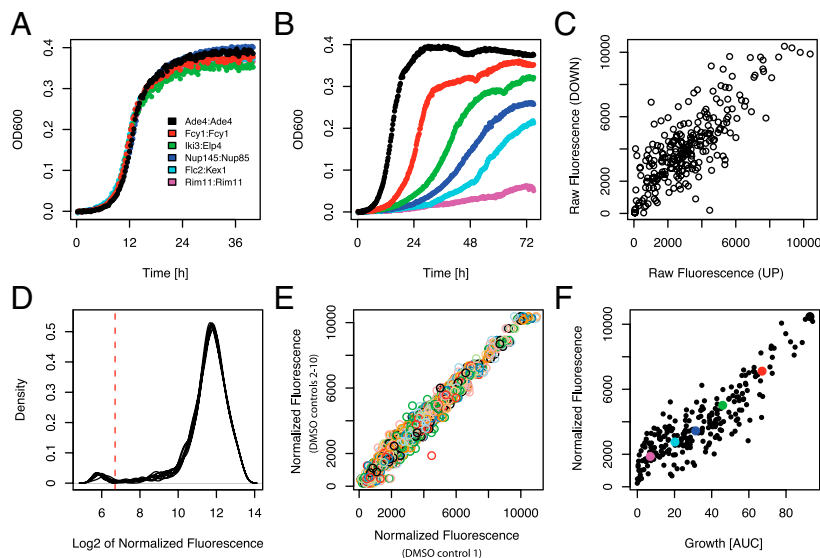 A
OD600
0.4
0.3
0.2
0.1
0.0
0
12
24
36
Time [h]
Ade4:Ade4
Fcy1:Fcy1
Iki3:Elp4
Nup145:Nup85
Flc2:Kex1
Rim11:Rim11
B
OD600
0.4
0.3
0.2
0.1
0.0
0
24
48
72
Time [h]
C
Raw Fluorescence (DOWN)
10000
6000
4000
2000
0
0
2000
6000
10000
Raw Fluorescence (UP)
D
Density
0.5
0.4
0.3
0.2
0.1
0
6
8
10
12
14
Log2 of Normalized Fluorescence
E
Normalized Fluorescence
(DMSO controls 2-10)
10000
6000
4000
2000
0
0
2000
6000
10000
Normalized Fluorescence
(DMSO control 1)
F
Normalized Fluorescence
10000
6000
4000
2000
0
0
20
40
60
80
Growth [AUC]